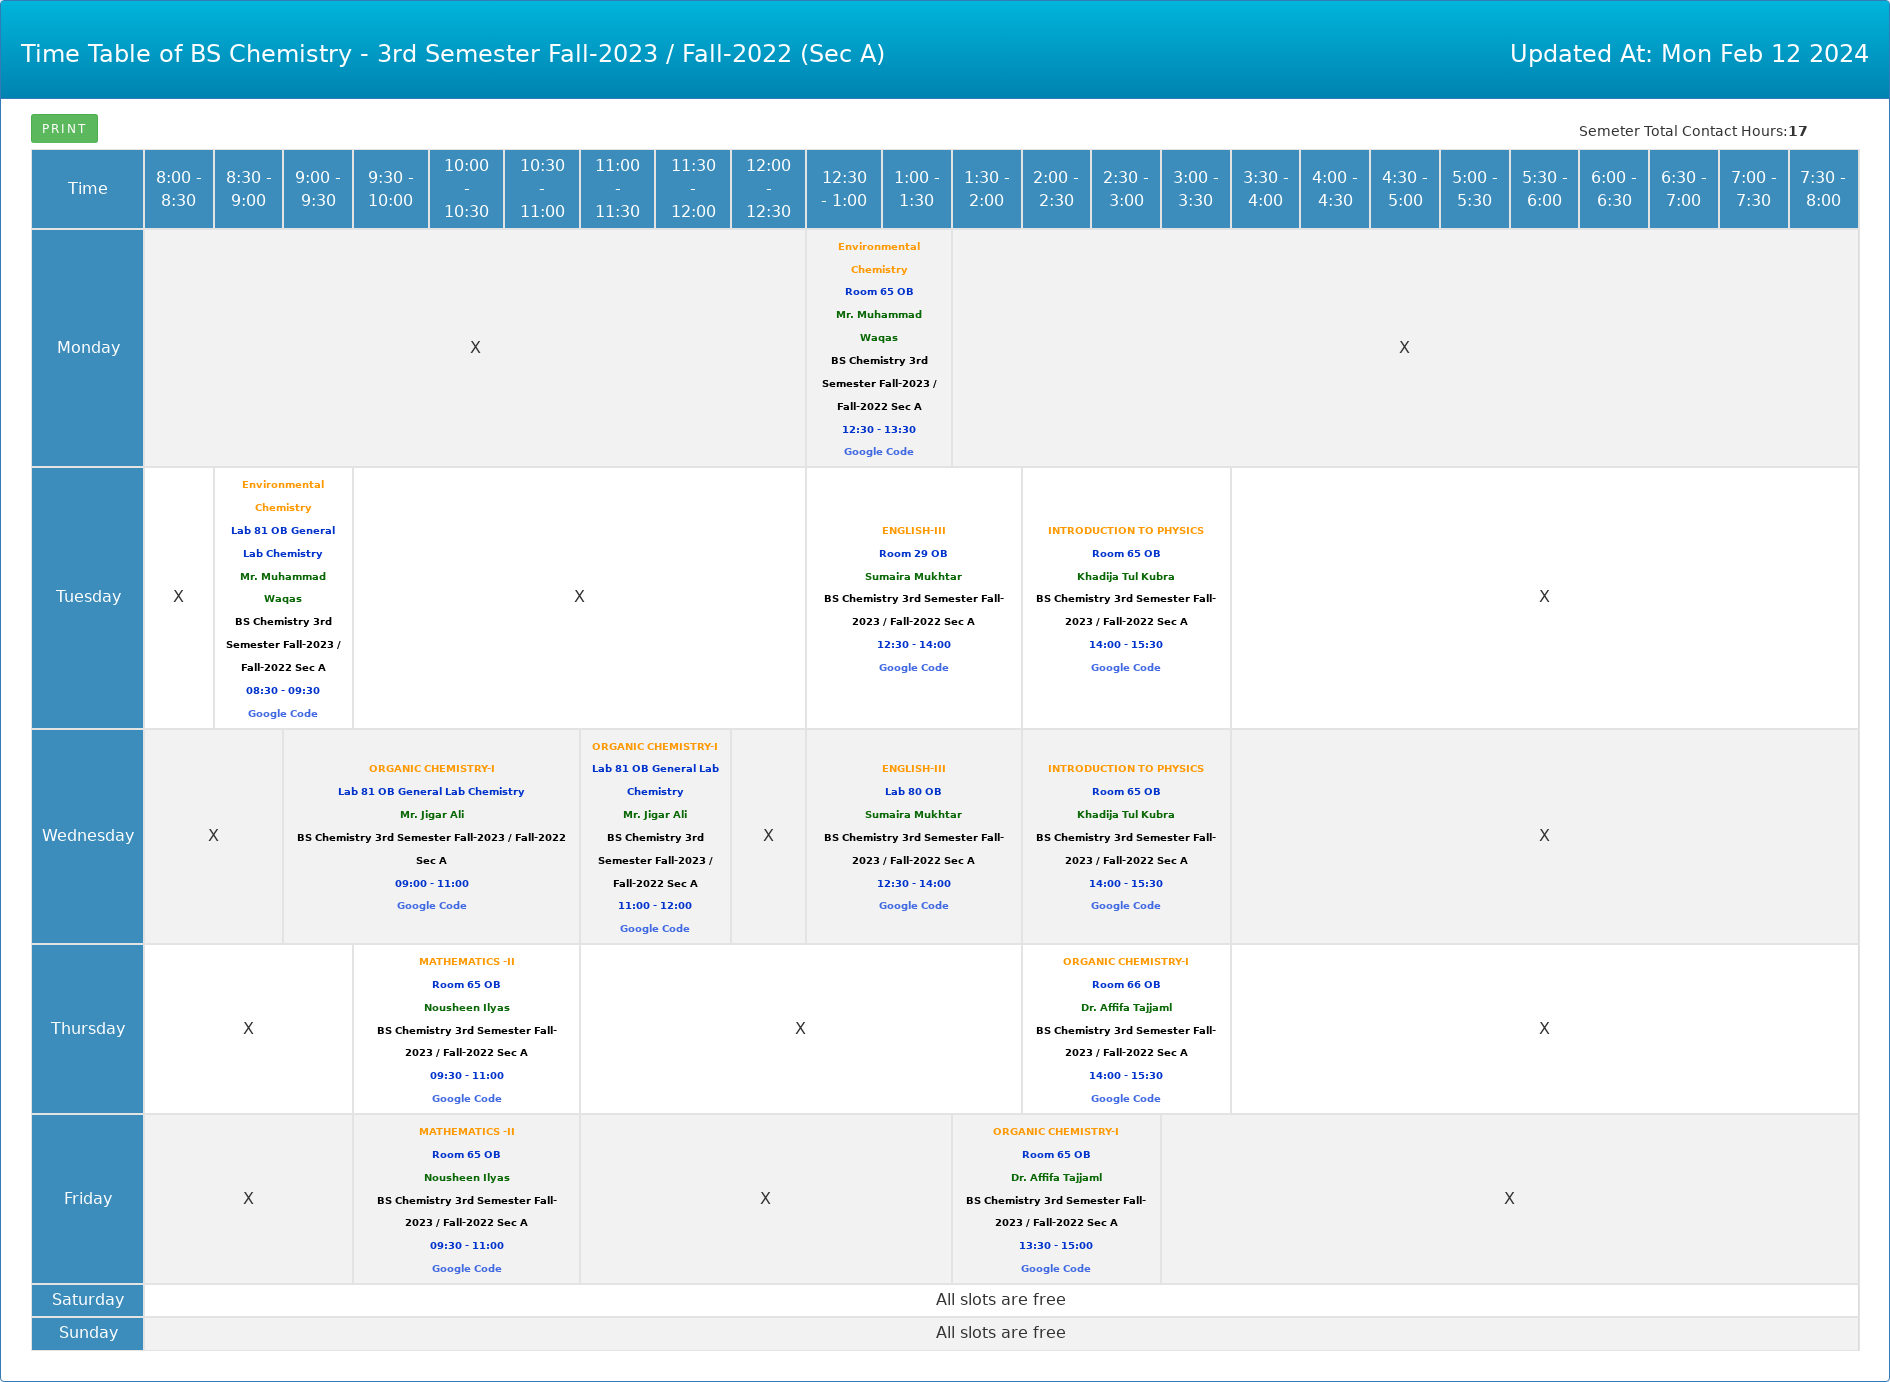 Time Table of BS Chemistry - 3rd Semester Fall-2023 / Fall-2022 (Sec A)
Updated At: Mon Feb 12 2024
PRINT
Semeter Total Contact Hours:17
Time
8:00 -
8:30
8:30 -
9:00
9:00 -
9:30
9:30 -
10:00
10:00
-
10:30
10:30
-
11:00
11:00
-
11:30
11:30
-
12:00
12:00
-
12:30
12:30
- 1:00
1:00 -
1:30
1:30 -
2:00
2:00 -
2:30
2:30 -
3:00
3:00 -
3:30
3:30 -
4:00
4:00 -
4:30
4:30 -
5:00
5:00 -
5:30
5:30 -
6:00
6:00 -
6:30
6:30 -
7:00
7:00 -
7:30
7:30 -
8:00
Monday
X
Environmental
Chemistry
Room 65 OB
Mr. Muhammad
Waqas
BS Chemistry 3rd
Semester Fall-2023 /
Fall-2022 Sec A
12:30 - 13:30
Google Code
X
Tuesday
X
Environmental
Chemistry
Lab 81 OB General
Lab Chemistry
Mr. Muhammad
Waqas
BS Chemistry 3rd
Semester Fall-2023 /
Fall-2022 Sec A
08:30 - 09:30
Google Code
X
ENGLISH-III
Room 29 OB
Sumaira Mukhtar
BS Chemistry 3rd Semester Fall-
2023 / Fall-2022 Sec A
12:30 - 14:00
Google Code
INTRODUCTION TO PHYSICS
Room 65 OB
Khadija Tul Kubra
BS Chemistry 3rd Semester Fall-
2023 / Fall-2022 Sec A
14:00 - 15:30
Google Code
X
Wednesday
X
ORGANIC CHEMISTRY-I
Lab 81 OB General Lab Chemistry
Mr. Jigar Ali
BS Chemistry 3rd Semester Fall-2023 / Fall-2022
Sec A
09:00 - 11:00
Google Code
ORGANIC CHEMISTRY-I
Lab 81 OB General Lab
Chemistry
Mr. Jigar Ali
BS Chemistry 3rd
Semester Fall-2023 /
Fall-2022 Sec A
11:00 - 12:00
Google Code
X
ENGLISH-III
Lab 80 OB
Sumaira Mukhtar
BS Chemistry 3rd Semester Fall-
2023 / Fall-2022 Sec A
12:30 - 14:00
Google Code
INTRODUCTION TO PHYSICS
Room 65 OB
Khadija Tul Kubra
BS Chemistry 3rd Semester Fall-
2023 / Fall-2022 Sec A
14:00 - 15:30
Google Code
X
Thursday
X
MATHEMATICS -II
Room 65 OB
Nousheen Ilyas
BS Chemistry 3rd Semester Fall-
2023 / Fall-2022 Sec A
09:30 - 11:00
Google Code
X
ORGANIC CHEMISTRY-I
Room 66 OB
Dr. Affifa Tajjaml
BS Chemistry 3rd Semester Fall-
2023 / Fall-2022 Sec A
14:00 - 15:30
Google Code
X
Friday
X
MATHEMATICS -II
Room 65 OB
Nousheen Ilyas
BS Chemistry 3rd Semester Fall-
2023 / Fall-2022 Sec A
09:30 - 11:00
Google Code
X
ORGANIC CHEMISTRY-I
Room 65 OB
Dr. Affifa Tajjaml
BS Chemistry 3rd Semester Fall-
2023 / Fall-2022 Sec A
13:30 - 15:00
Google Code
X
Saturday
All slots are free
Sunday
All slots are free